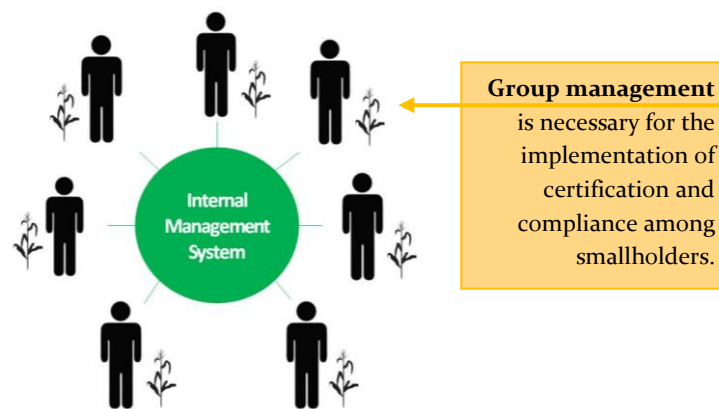 Internal
Management
System
Group management
is necessary for the
implementation of
certification and
compliance among
smallholders.